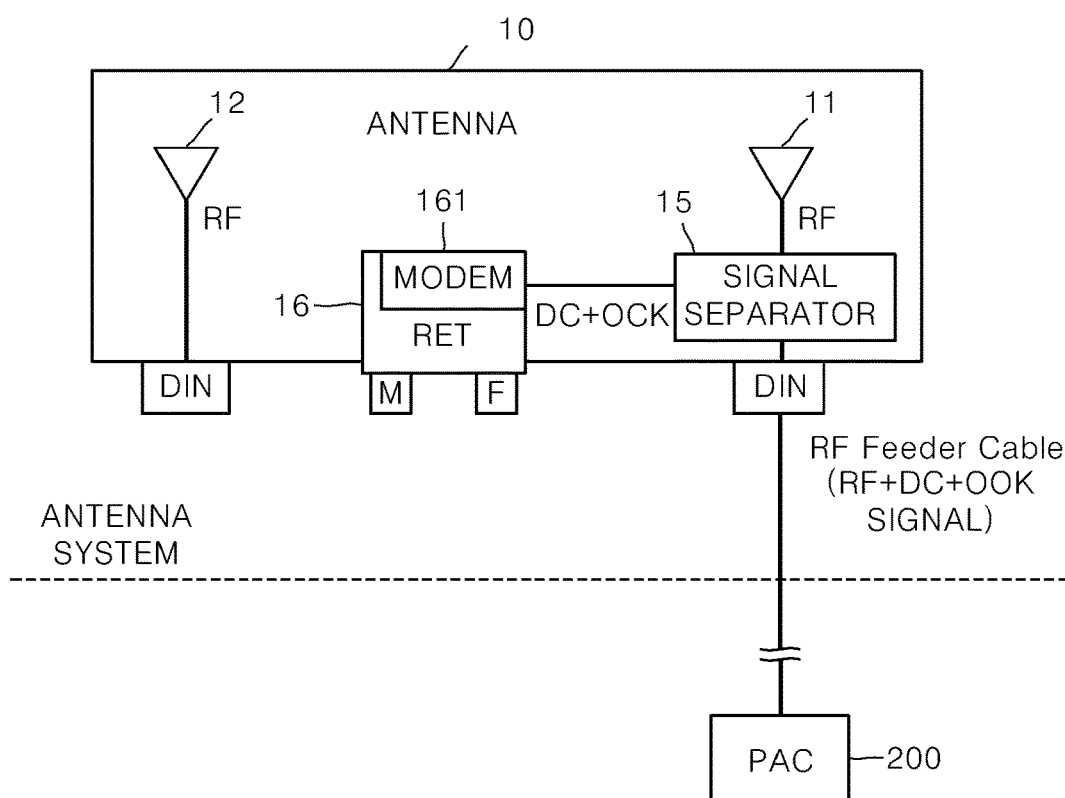 10
12
ANTENNA
11
RF
161
15
RF
MODEM
SIGNAL
SEPARATOR
16
DC+OCK
RET
DIN
M
F
DIN
RF Feeder Cable
(RF+DC+OOK
SIGNAL)
ANTENNA
SYSTEM
PAC
200